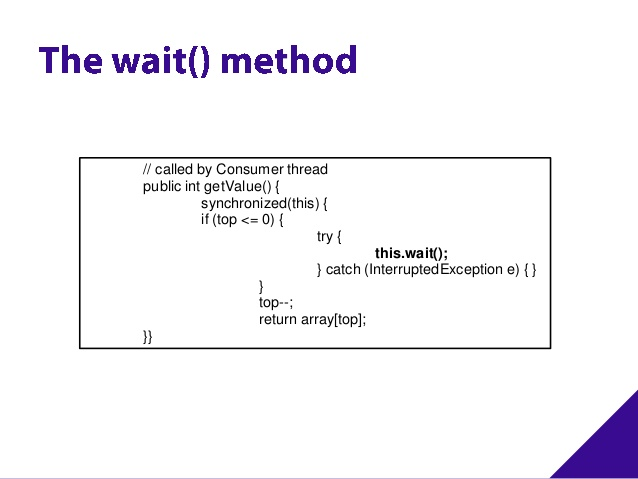 The wait() method
// called by Consumer thread
public int getValue() {
synchronized(this) {
if (top <= 0) {
try {
this.wait();
} catch (InterruptedException e) { }
}
top--;
return array[top];
}}